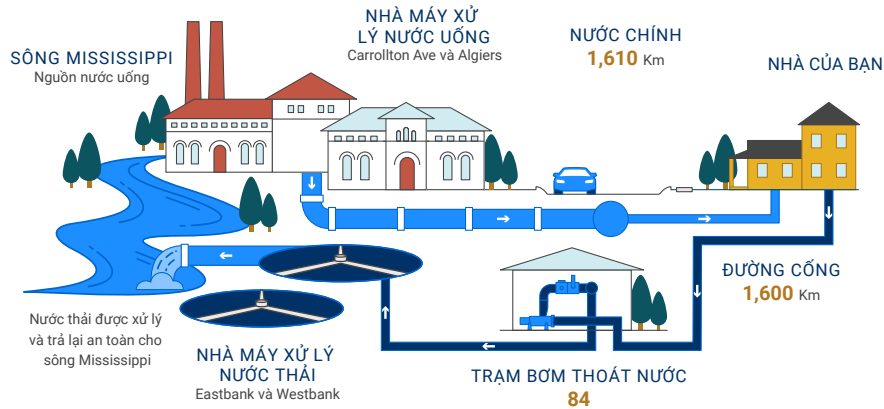 SÔNG MISSISSIPPI
Nguồn nước uống
NHÀ MÁY XỬ
LÝ NƯỚC UỐNG
Carrollton Ave và Algiers
NƯỚC CHÍNH
1,610 Km
NHÀ CỦA BẠN
ĐƯỜNG CỐNG
1,600 Km
Nước thải được xử lý
và trả lại an toàn cho
sông Mississippi
NHÀ MÁY XỬ LÝ
NƯỚC THẢI
Eastbank và Westbank
TRẠM BƠM THOÁT NƯỚC
84